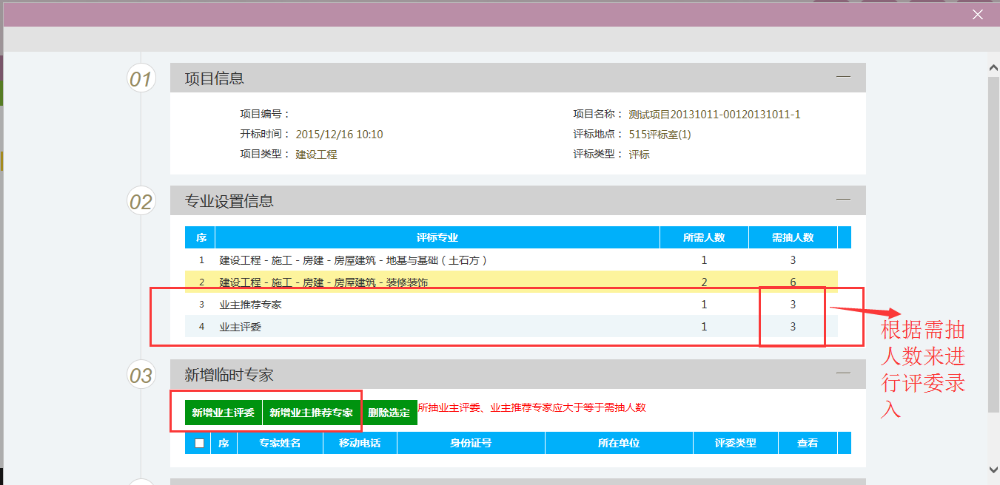 01 项目信息
项目编号： 项目名称： 测试项目20131011-00120131011-1
开标时间： 2015/12/16 10:10 评标地点： 515评标室(1)
项目类型： 建设工程 评标类型： 评标
02 专业设置信息
序 评标专业 所需人数 需抽人数
1 建设工程 - 施工 - 房建 - 房屋建筑 - 地基与基础（土石方） 1 3
2 建设工程 - 施工 - 房建 - 房屋建筑 - 装修装饰 2 6
3 业主推荐专家 1 3
4 业主评委 1 3
根据需抽
人数来进
行评委录
入
03 新增临时专家
新增业主评委 新增业主推荐专家 删除选定 所抽业主评委、业主推荐专家应大于等于需抽人数
序 专家姓名 移动电话 身份证号 所在单位 评委类型 查看